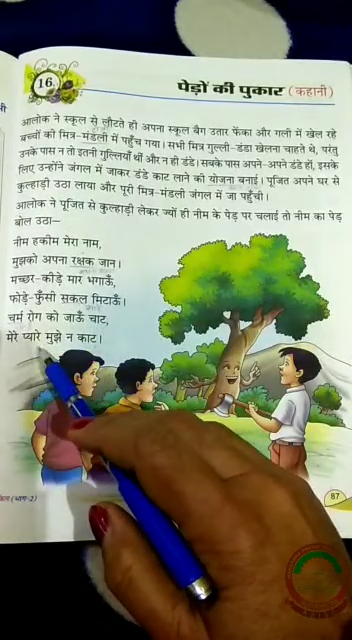 16.
पेड़ों की पुकार (कहानी)
आलोक ने स्कूल से लौटते ही अपना स्कूल बैग उतार फेंका और गली में खेल रहे
बच्चों की मित्र-मंडली में पहुँच गया। सभी मित्र गुल्ली-डंडा खेलना चाहते थे, परंतु
उनके पास न तो इतनी गुल्लियाँ थीं और न ही डंडे। सबके पास अपने-अपने डंडे हों, इसके
लिए उन्होंने जंगल में जाकर डंडे काट लाने की योजना बनाई। पूजित अपने घर से
कुल्हाड़ी उठा लाया और पूरी मित्र-मंडली जंगल में जा पहुँची।
आलोक ने पूजित से कुल्हाड़ी लेकर ज्यों ही नीम के पेड़ पर चलाई तो नीम का पेड़
बोल उठा—
नीम हकीम मेरा नाम,
मुझको अपना रक्षक जान।
मच्छर-कीड़े मार भगाऊँ,
फोड़े-फुँसी सकल मिटाऊँ।
चर्म रोग को जाऊँ चाट,
मेरे प्यारे मुझे न काट।
(भाग-2)
87